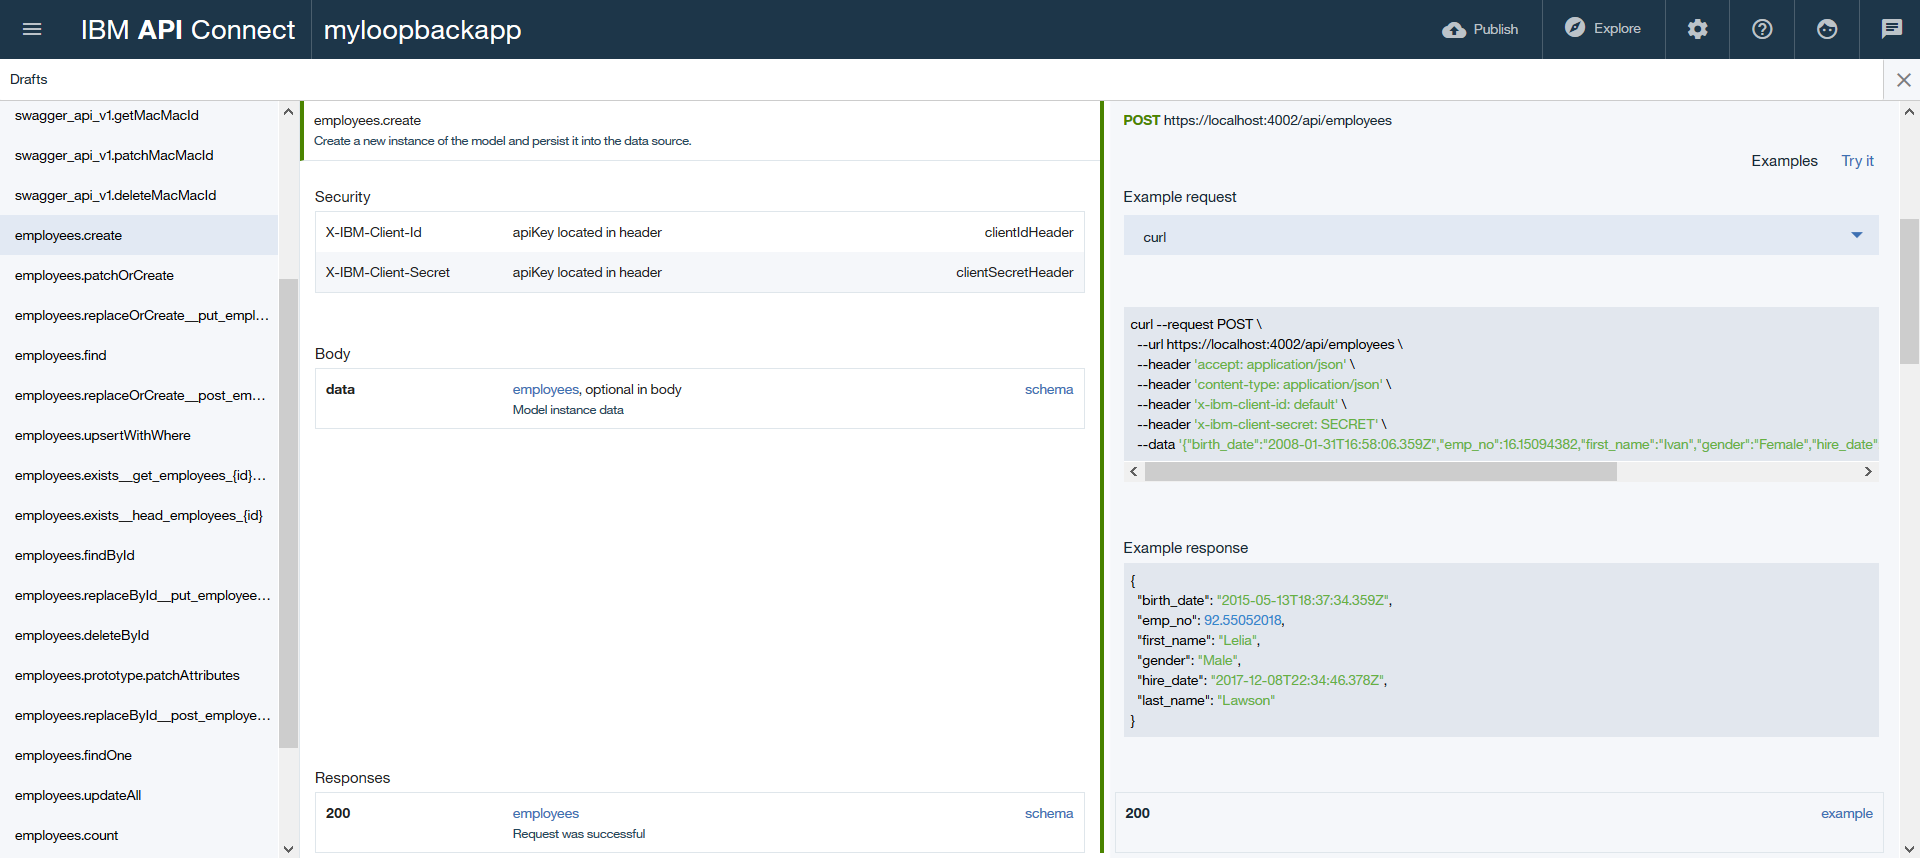 IBM API Connect
myloopbackapp
Publish
Explore
Drafts
swagger_api_v1.getMacMacId
swagger_api_v1.patchMacMacId
swagger_api_v1.deleteMacMacId
employees.create
employees.patchOrCreate
employees.replaceOrCreate__put_empl...
employees.find
employees.replaceOrCreate__post_em...
employees.upsertWithWhere
employees.exists__get_employees_{id}...
employees.exists__head_employees_{id}
employees.findById
employees.replaceById__put_employee...
employees.deleteById
employees.prototype.patchAttributes
employees.replaceById__post_employe...
employees.findOne
employees.updateAll
employees.count
employees.create
Create a new instance of the model and persist it into the data source.
Security
X-IBM-Client-Id apiKey located in header clientIdHeader
X-IBM-Client-Secret apiKey located in header clientSecretHeader
Body
data employees, optional in body schema
Model instance data
Responses
200 employees schema
Request was successful
POST https://localhost:4002/api/employees
Examples Try it
Example request
curl
curl --request POST \
--url https://localhost:4002/api/employees \
--header 'accept: application/json' \
--header 'content-type: application/json' \
--header 'x-ibm-client-id: default' \
--header 'x-ibm-client-secret: SECRET' \
--data '{"birth_date":"2008-01-31T16:58:06.359Z","emp_no":16.15094382,"first_name":"Ivan","gender":"Female","hire_date"
Example response
{
"birth_date": "2015-05-13T18:37:34.359Z",
"emp_no": 92.55052018,
"first_name": "Lelia",
"gender": "Male",
"hire_date": "2017-12-08T22:34:46.378Z",
"last_name": "Lawson"
}
200 example